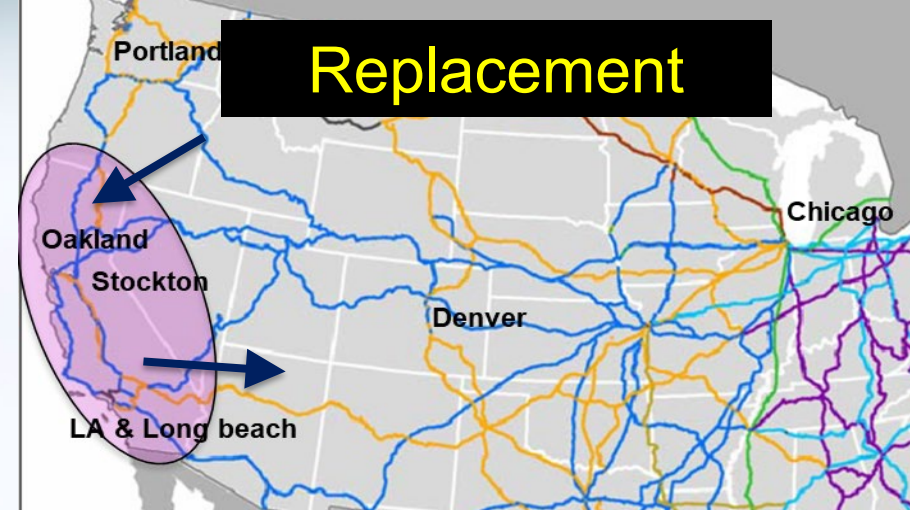 Replacement
Portland
Chicago
Oakland
Stockton
Denver
LA & Long beach